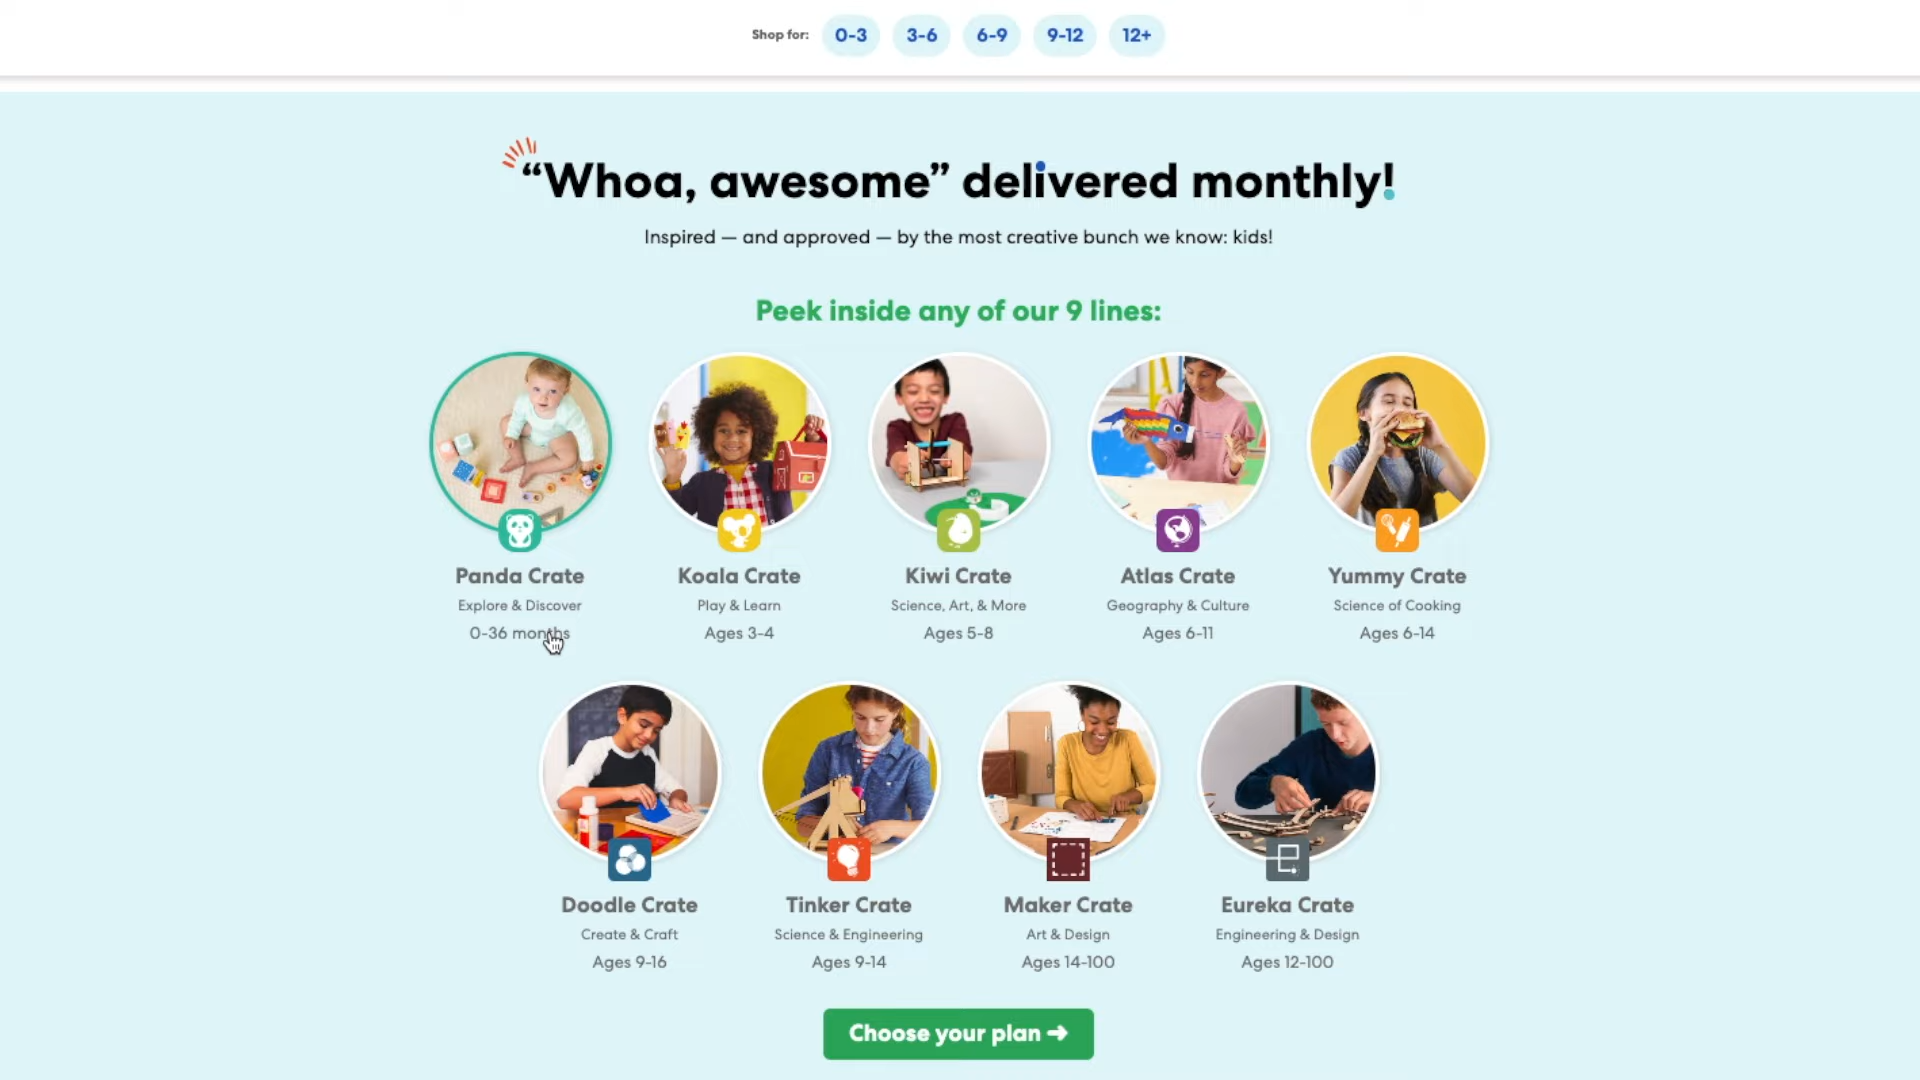 Shop for: 0-3 3-6 6-9 9-12 12+
“Whoa, awesome” delivered monthly!
Inspired — and approved — by the most creative bunch we know: kids!
Peek inside any of our 9 lines:
Panda Crate
Explore & Discover
0-36 months
Koala Crate
Play & Learn
Ages 3-4
Kiwi Crate
Science, Art, & More
Ages 5-8
Atlas Crate
Geography & Culture
Ages 6-11
Yummy Crate
Science of Cooking
Ages 6-14
Doodle Crate
Create & Craft
Ages 9-16
Tinker Crate
Science & Engineering
Ages 9-14
Maker Crate
Art & Design
Ages 14-100
Eureka Crate
Engineering & Design
Ages 12-100
Choose your plan ➜